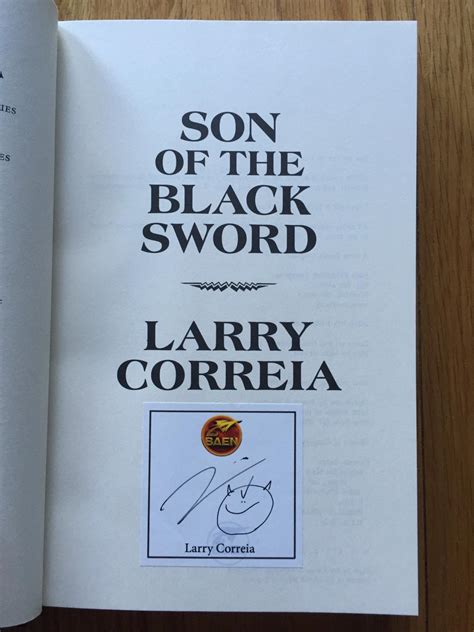 SON
OF THE
BLACK
SWORD
LARRY
CORREIA
BAEN
Larry Correia